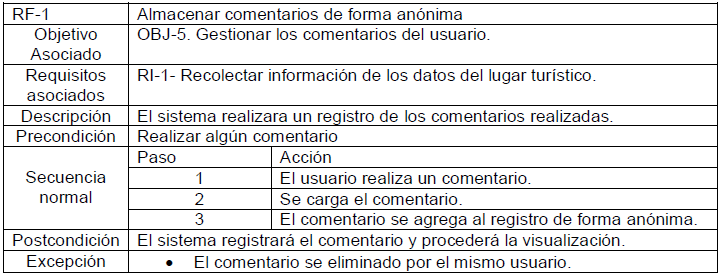 RF-1 Almacenar comentarios de forma anónima
Objetivo Asociado OBJ-5. Gestionar los comentarios del usuario.
Requisitos asociados RI-1- Recolectar información de los datos del lugar turístico.
Descripción El sistema realizara un registro de los comentarios realizadas.
Precondición Realizar algún comentario
Secuencia normal
Paso Acción
1 El usuario realiza un comentario.
2 Se carga el comentario.
3 El comentario se agrega al registro de forma anónima.
Postcondición El sistema registrará el comentario y procederá la visualización.
Excepción • El comentario se eliminado por el mismo usuario.